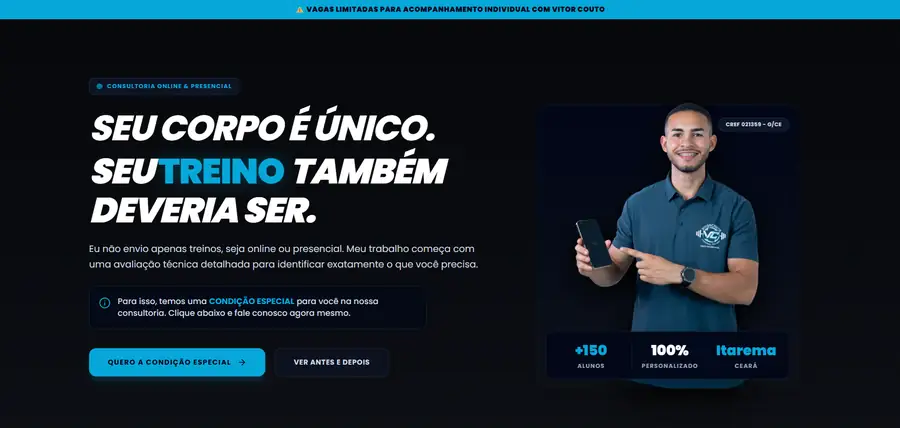 ⚠️ VAGAS LIMITADAS PARA ACOMPANHAMENTO INDIVIDUAL COM VITOR COUTO
CONSULTORIA ONLINE & PRESENCIAL
SEU CORPO É ÚNICO.
SEU TREINO TAMBÉM
DEVERIA SER.
Eu não envio apenas treinos, seja online ou presencial. Meu trabalho começa com
uma avaliação técnica detalhada para identificar exatamente o que você precisa.
Para isso, temos uma CONDIÇÃO ESPECIAL para você na nossa
consultoria. Clique abaixo e fale conosco agora mesmo.
QUERO A CONDIÇÃO ESPECIAL →
VER ANTES E DEPOIS
CREF 021359 - G/CE
VC
+150
ALUNOS
100%
PERSONALIZADO
Itarema
CEARÁ